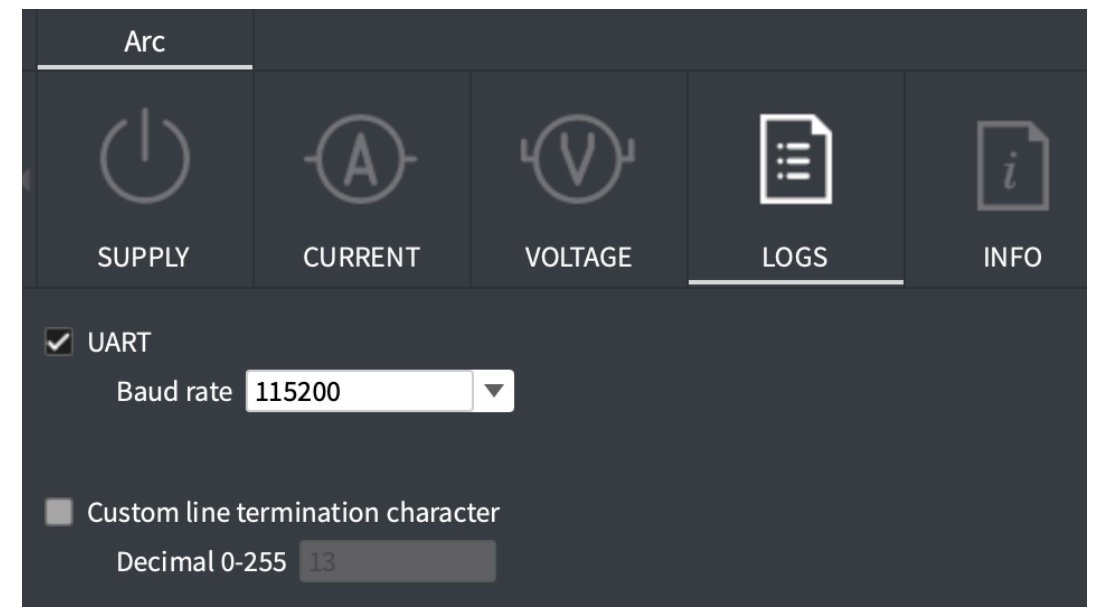 Arc
SUPPLY CURRENT VOLTAGE LOGS INFO
UART
Baud rate 115200
Custom line termination character
Decimal 0-255 13